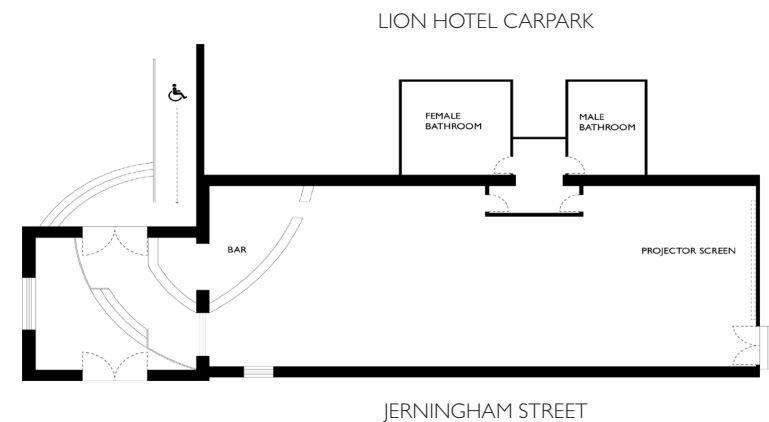 LION HOTEL CARPARK
FEMALE
BATHROOM
MALE
BATHROOM
BAR
PROJECTOR SCREEN
JERNINGHAM STREET